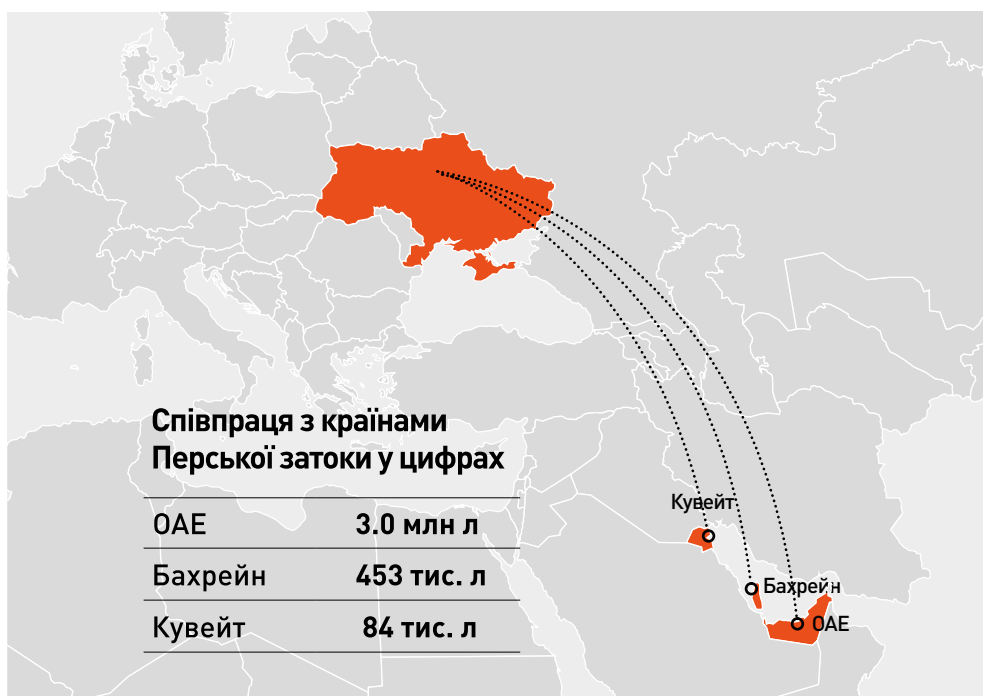 Співпраця з країнами
Перської затоки у цифрах
ОАЕ 3.0 млн л
Бахрейн 453 тис. л
Кувейт 84 тис. л
Кувейт
Бахрейн
ОАЕ